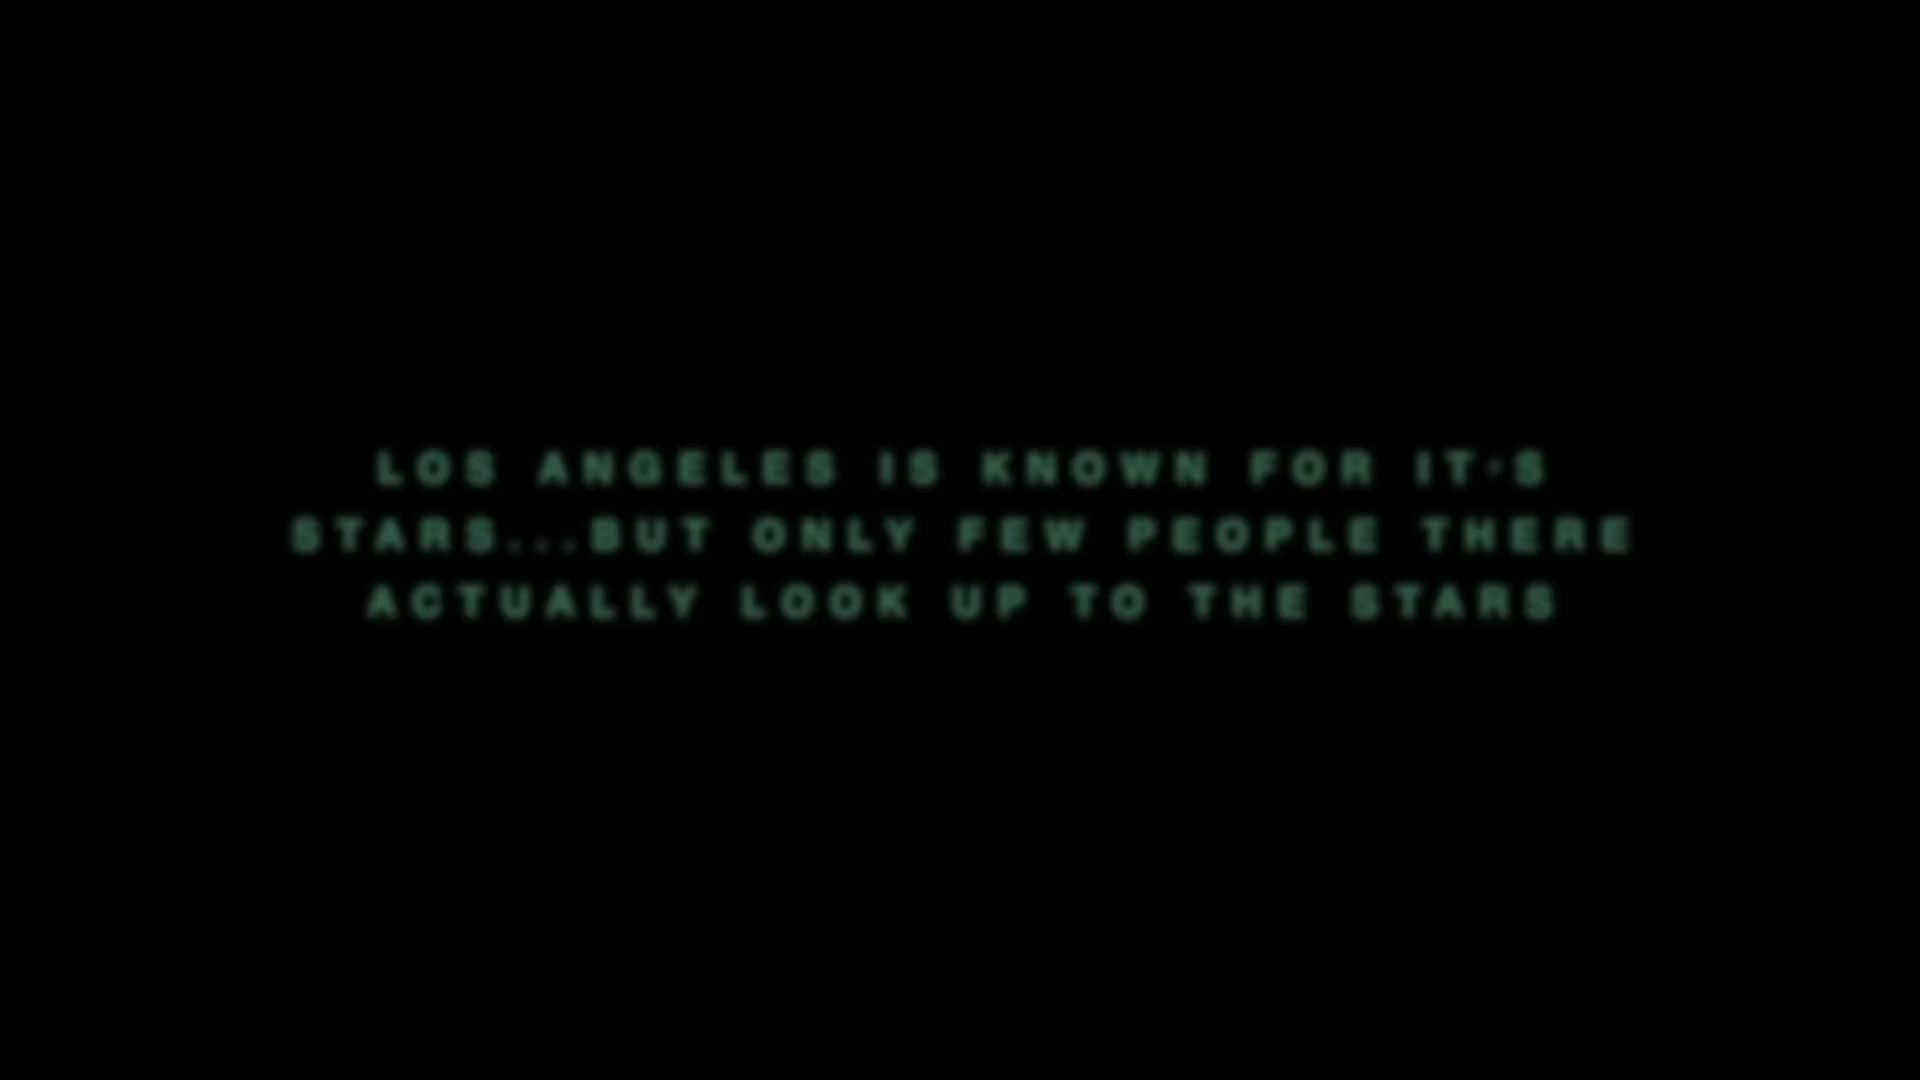 LOS ANGELES IS KNOWN FOR IT·S
STARS...BUT ONLY FEW PEOPLE THERE
ACTUALLY LOOK UP TO THE STARS